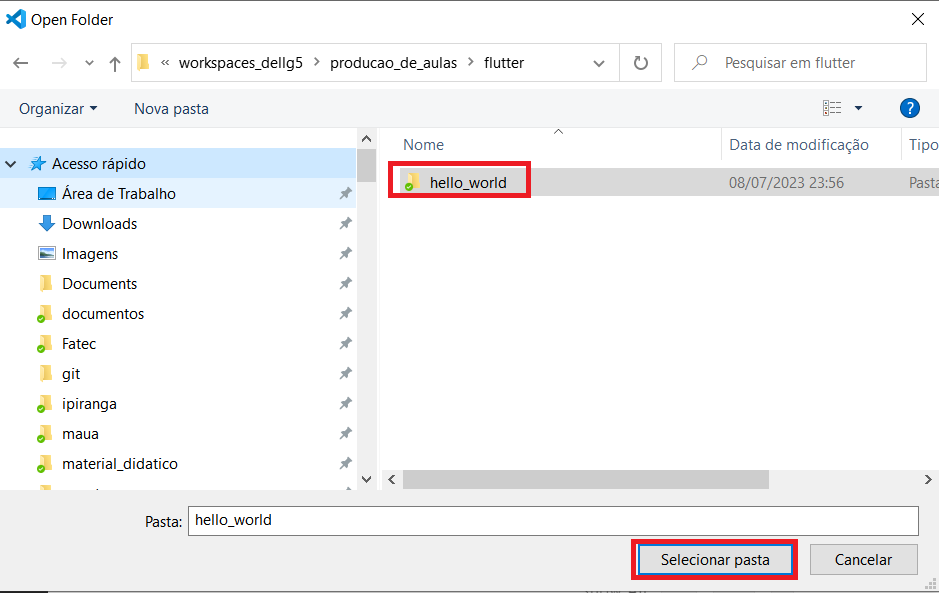 Open Folder
« workspaces_dellg5 > producao_de_aulas > flutter
Pesquisar em flutter
Organizar
Nova pasta
?
Nome
Data de modificação
Tipo
Acesso rápido
hello_world
08/07/2023 23:56
Pasta
Área de Trabalho
Downloads
Imagens
Documents
documentos
Fatec
git
ipiranga
maua
material_didatico
Pasta:
hello_world
Selecionar pasta
Cancelar